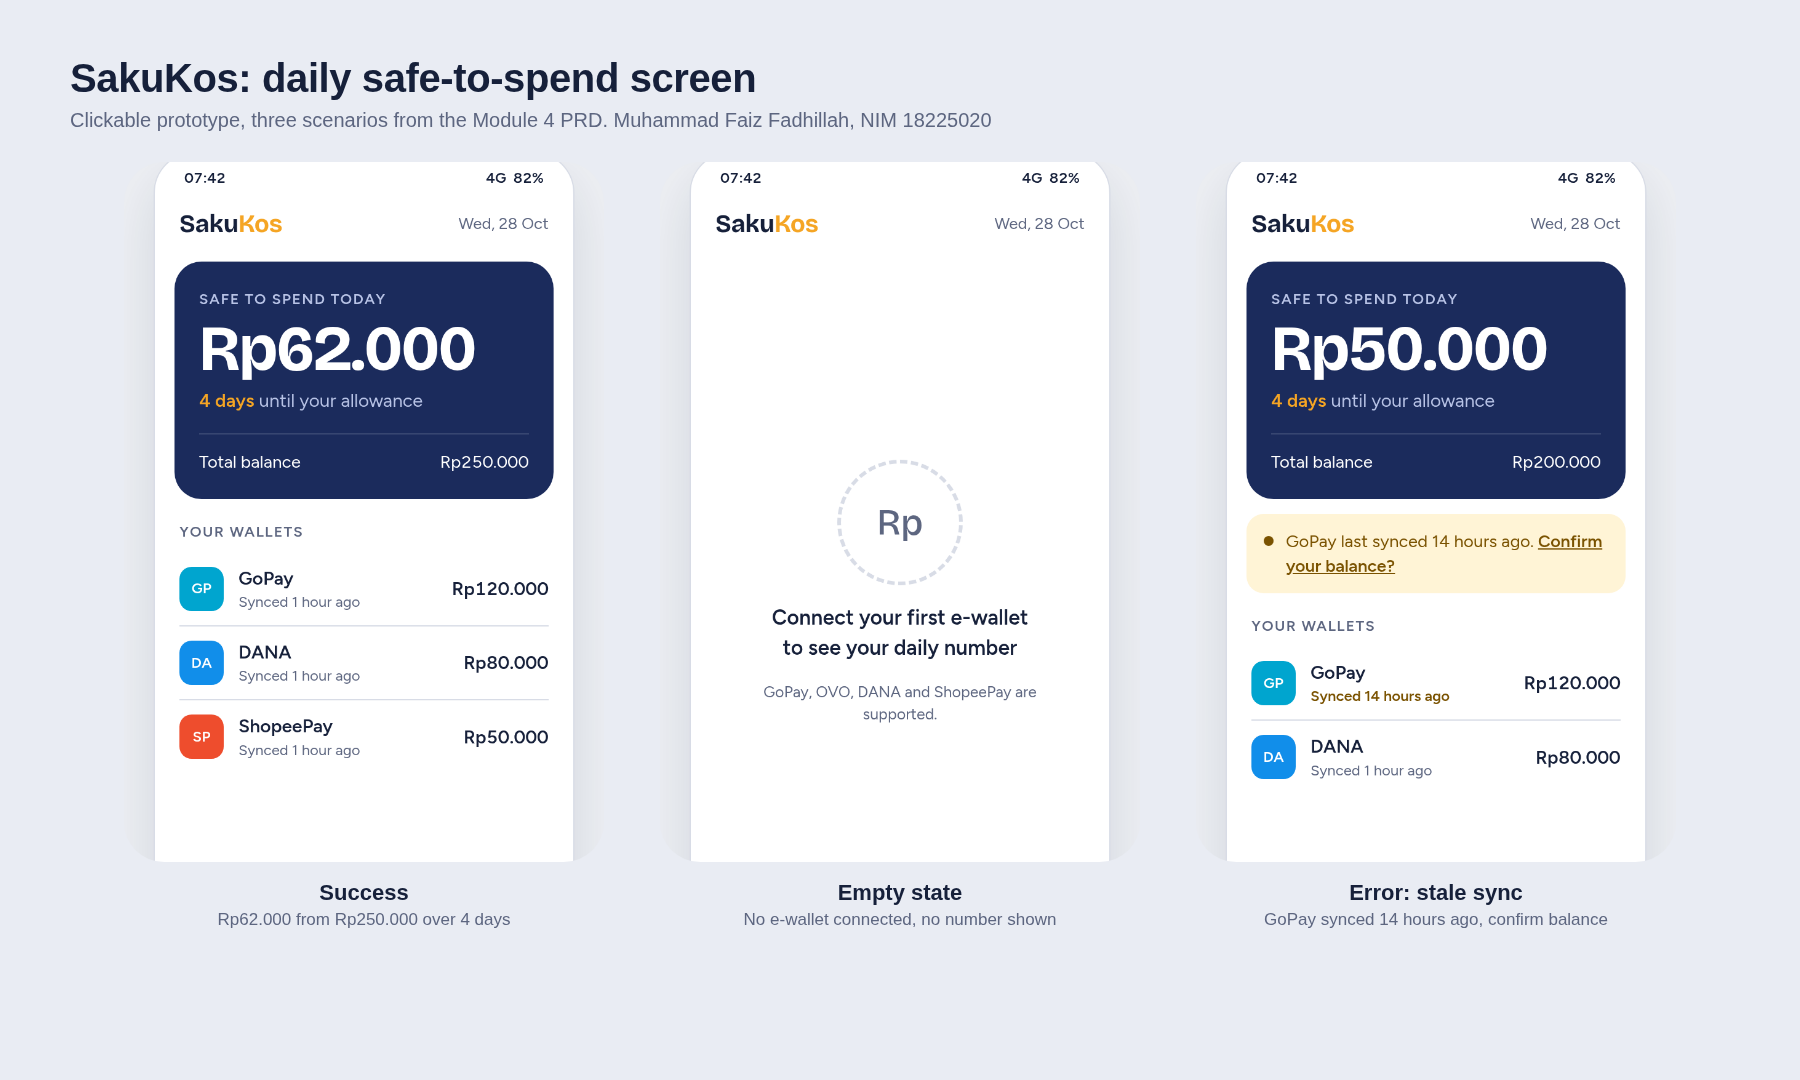 SakuKos: daily safe-to-spend screen
Clickable prototype, three scenarios from the Module 4 PRD. Muhammad Faiz Fadhillah, NIM 18225020
07:42 4G 82%
SakuKos Wed, 28 Oct
SAFE TO SPEND TODAY
Rp62.000
4 days until your allowance
Total balance Rp250.000
YOUR WALLETS
GP GoPay Rp120.000
Synced 1 hour ago
DA DANA Rp80.000
Synced 1 hour ago
SP ShopeePay Rp50.000
Synced 1 hour ago
Success
Rp62.000 from Rp250.000 over 4 days
07:42 4G 82%
SakuKos Wed, 28 Oct
Rp
Connect your first e-wallet
to see your daily number
GoPay, OVO, DANA and ShopeePay are
supported.
Empty state
No e-wallet connected, no number shown
07:42 4G 82%
SakuKos Wed, 28 Oct
SAFE TO SPEND TODAY
Rp50.000
4 days until your allowance
Total balance Rp200.000
GoPay last synced 14 hours ago. Confirm
your balance?
YOUR WALLETS
GP GoPay Rp120.000
Synced 14 hours ago
DA DANA Rp80.000
Synced 1 hour ago
Error: stale sync
GoPay synced 14 hours ago, confirm balance